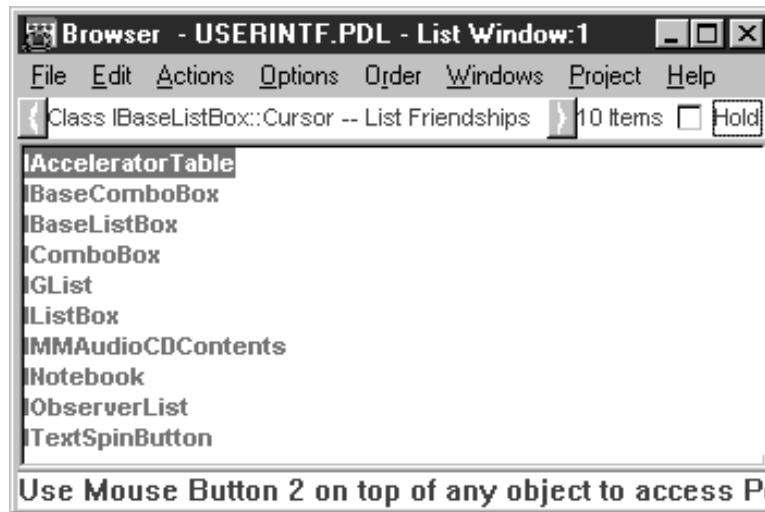 Browser - USERINTF.PDL - List Window:1
File Edit Actions Options Order Windows Project Help
Class IBaseListBox::Cursor -- List Friendships 10 Items Hold
IAcceleratorTable
IBaseComboBox
IBaseListBox
IComboBox
IGList
IListBox
IMMAudioCDContents
INotebook
IObserverList
ITextSpinButton
Use Mouse Button 2 on top of any object to access P